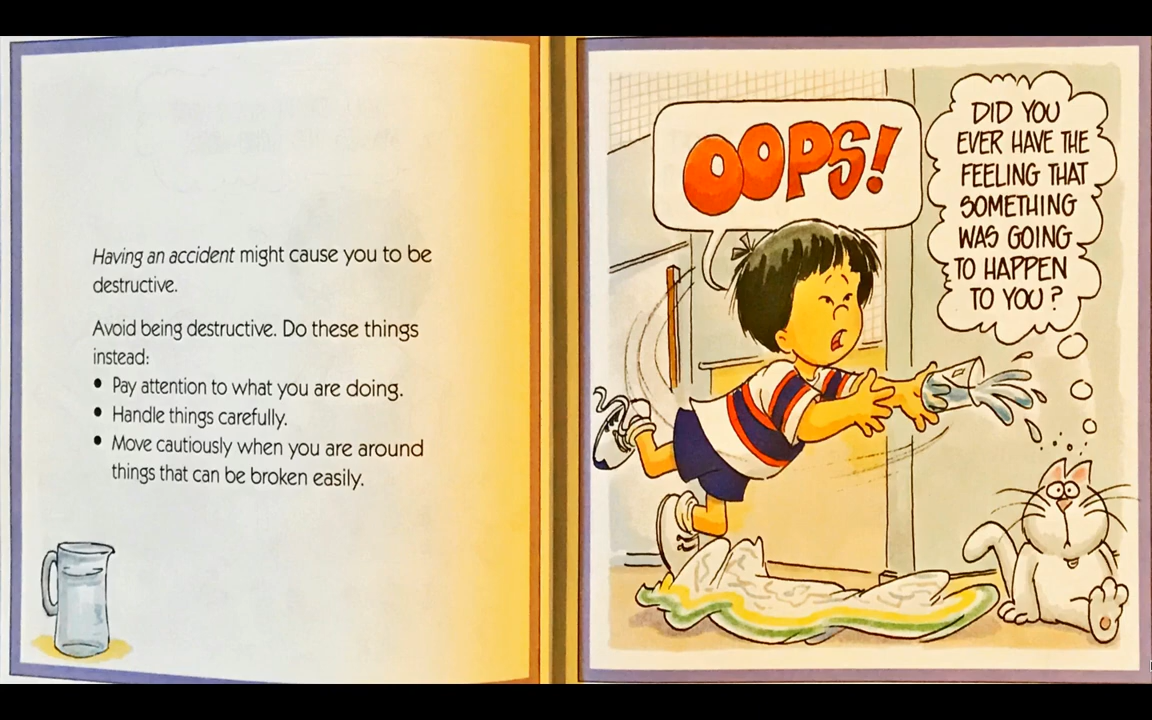 Having an accident might cause you to be
destructive.
Avoid being destructive. Do these things
instead:
• Pay attention to what you are doing.
• Handle things carefully.
• Move cautiously when you are around
things that can be broken easily.
OOPS!
DID YOU
EVER HAVE THE
FEELING THAT
SOMETHING
WAS GOING
TO HAPPEN
TO YOU?